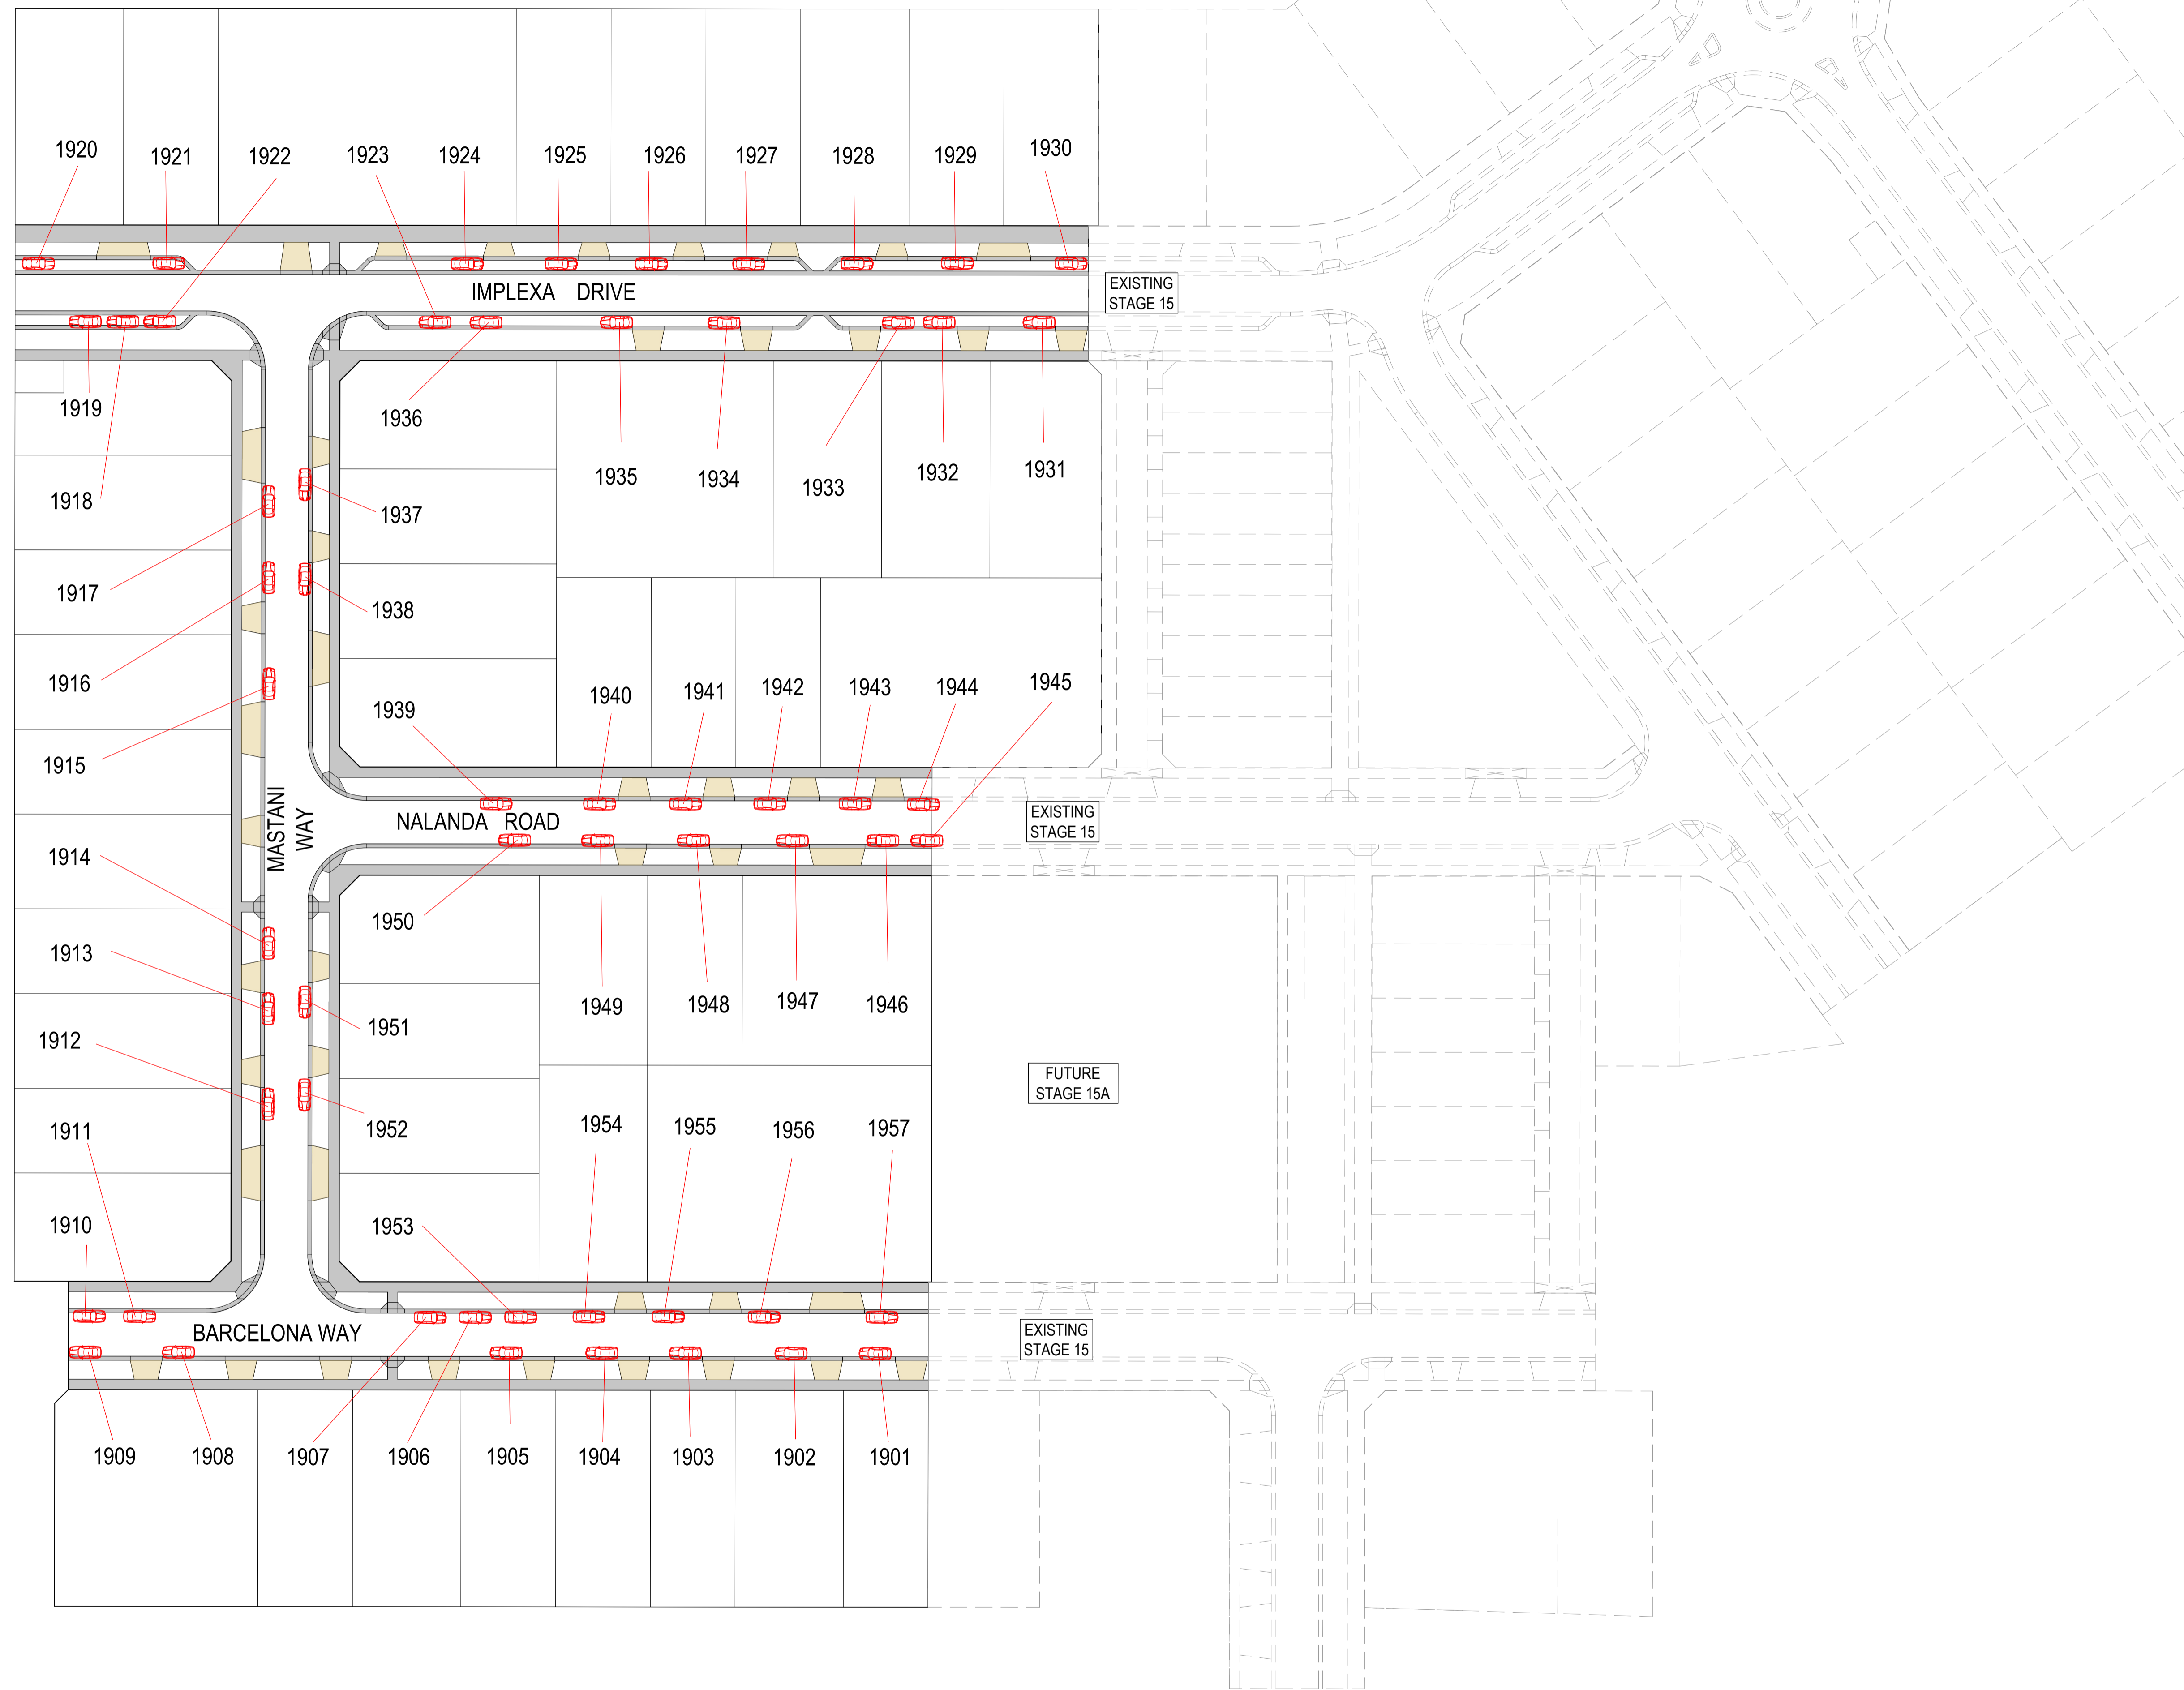 1920 1921 1922 1923 1924 1925 1926 1927 1928 1929 1930
IMPLEXA DRIVE
EXISTING
STAGE 15
1919
1936
1918
1935 1934 1933 1932 1931
1937
1917
1938
1916
1939
1940 1941 1942 1943 1944 1945
1915
MASTANI
WAY
NALANDA ROAD
EXISTING
STAGE 15
1914
1950
1913
1949 1948 1947 1946
1951
1912
FUTURE
STAGE 15A
1911
1952
1954 1955 1956 1957
1910
1953
BARCELONA WAY
EXISTING
STAGE 15
1909 1908 1907 1906 1905 1904 1903 1902 1901